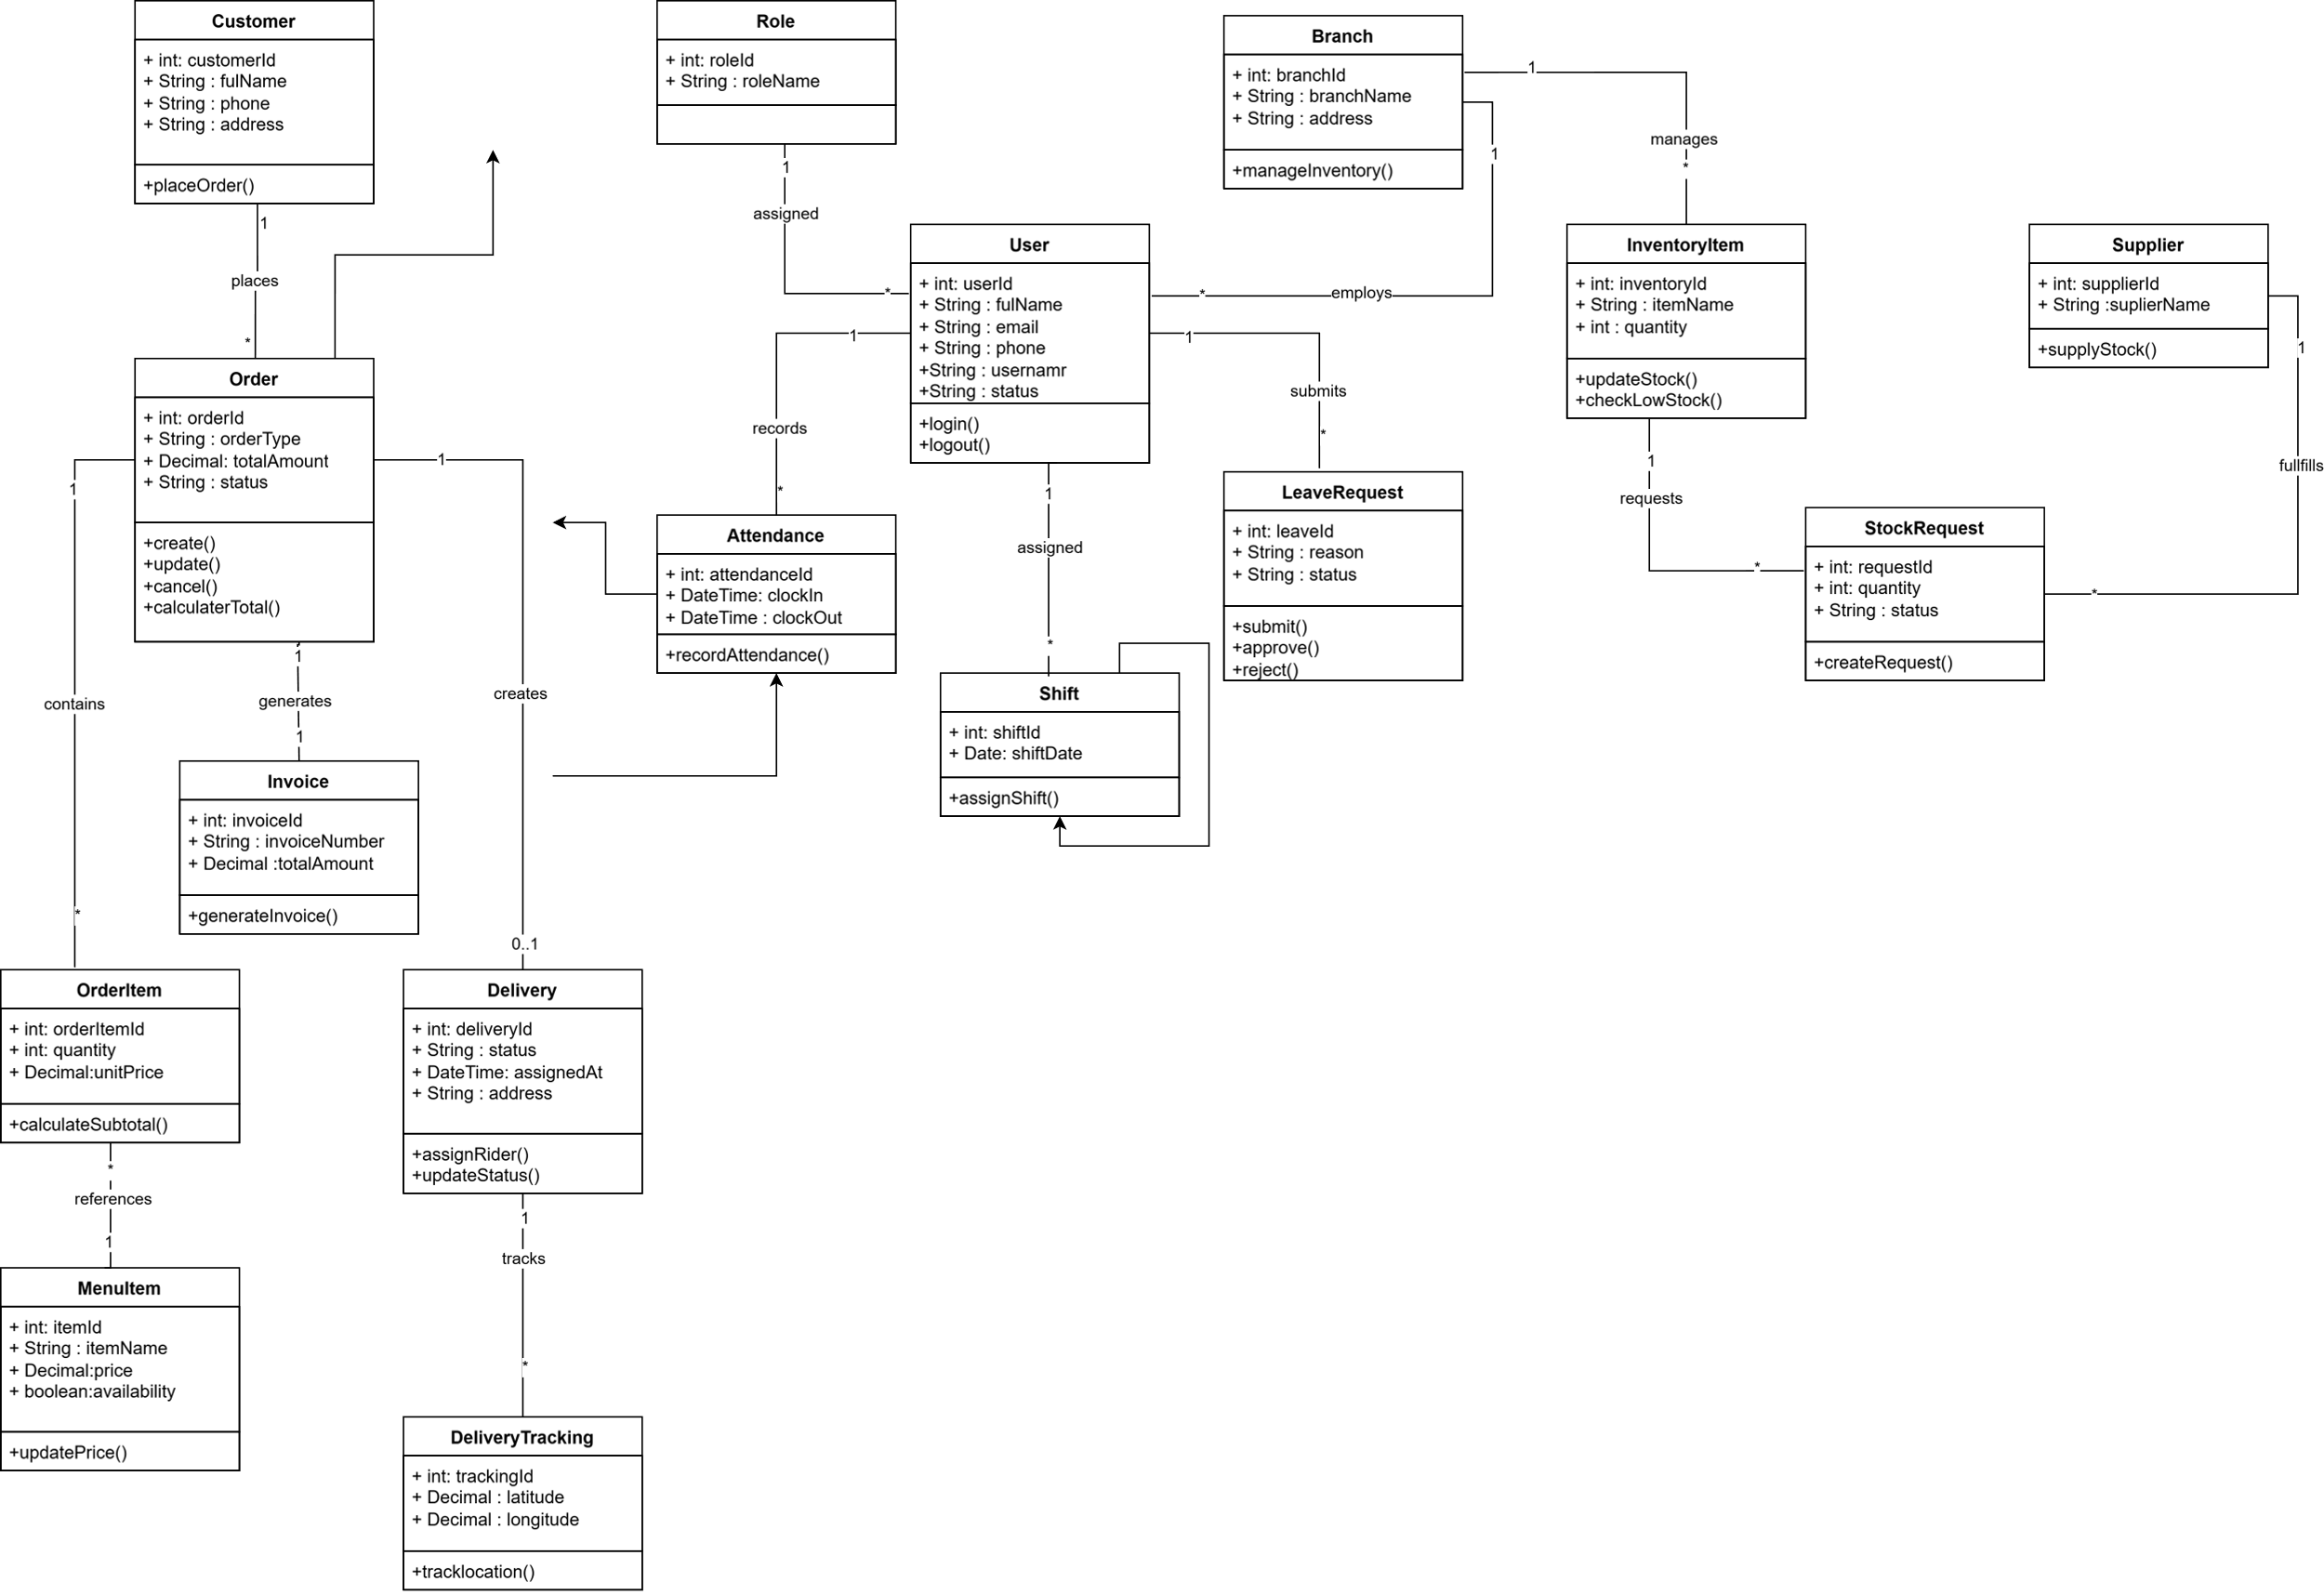 Customer
+ int: customerId
+ String : fulName
+ String : phone
+ String : address
+placeOrder()
1
places
*
Order
+ int: orderId
+ String : orderType
+ Decimal: totalAmount
+ String : status
+create()
+update()
+cancel()
+calculaterTotal()
1
contains
*
1
generates
1
1
creates
0..1
Invoice
+ int: invoiceId
+ String : invoiceNumber
+ Decimal :totalAmount
+generateInvoice()
OrderItem
+ int: orderItemId
+ int: quantity
+ Decimal:unitPrice
+calculateSubtotal()
*
references
1
MenuItem
+ int: itemId
+ String : itemName
+ Decimal:price
+ boolean:availability
+updatePrice()
Delivery
+ int: deliveryId
+ String : status
+ DateTime: assignedAt
+ String : address
+assignRider()
+updateStatus()
1
tracks
*
DeliveryTracking
+ int: trackingId
+ Decimal : latitude
+ Decimal : longitude
+tracklocation()
Role
+ int: roleId
+ String : roleName
1
assigned
*
User
+ int: userId
+ String : fulName
+ String : email
+ String : phone
+String : usernamr
+String : status
+login()
+logout()
1
records
*
Attendance
+ int: attendanceId
+ DateTime: clockIn
+ DateTime : clockOut
+recordAttendance()
1
assigned
*
Shift
+ int: shiftId
+ Date: shiftDate
+assignShift()
1
submits
*
LeaveRequest
+ int: leaveId
+ String : reason
+ String : status
+submit()
+approve()
+reject()
Branch
+ int: branchId
+ String : branchName
+ String : address
+manageInventory()
1
employs
*
1
manages
*
InventoryItem
+ int: inventoryId
+ String : itemName
+ int : quantity
+updateStock()
+checkLowStock()
1
requests
*
StockRequest
+ int: requestId
+ int: quantity
+ String : status
+createRequest()
Supplier
+ int: supplierId
+ String :suplierName
+supplyStock()
1
fullfills
*